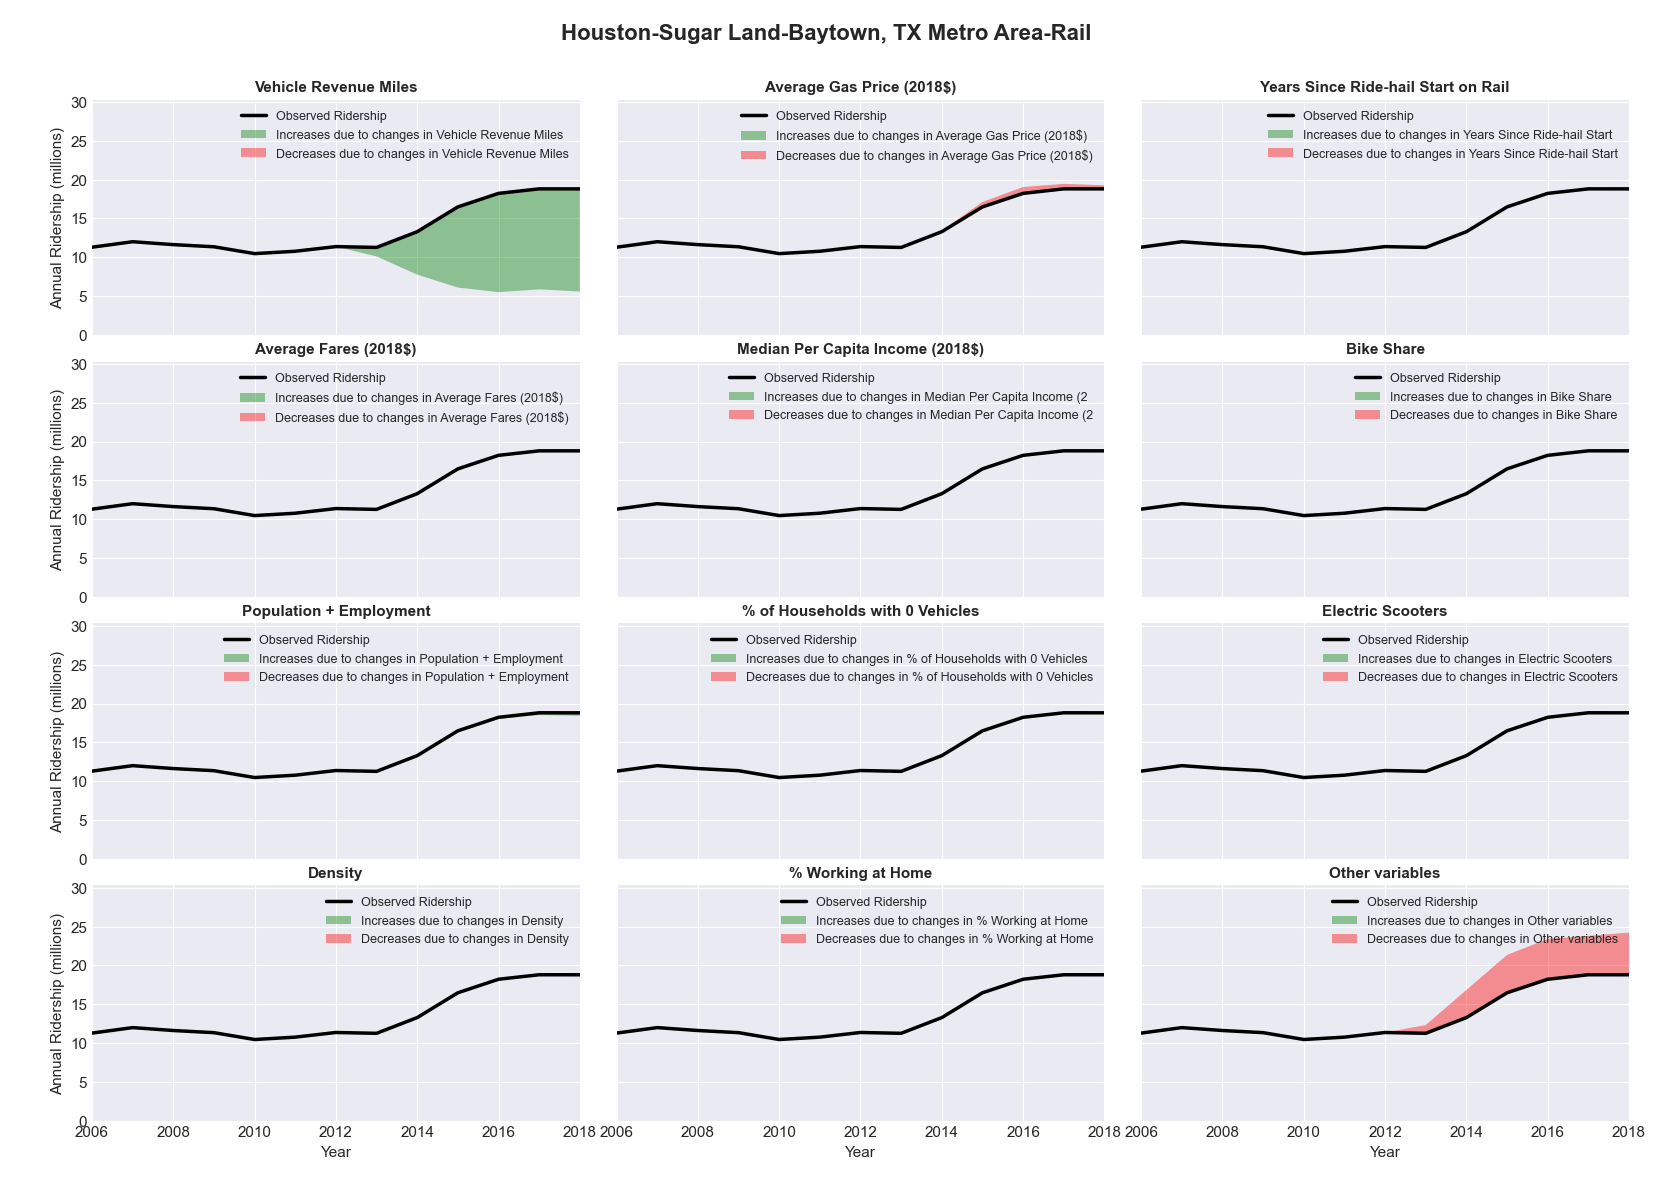 Houston-Sugar Land-Baytown, TX Metro Area-Rail
Vehicle Revenue Miles
Annual Ridership (millions)
30
25
20
15
10
5
0
Observed Ridership
Increases due to changes in Vehicle Revenue Miles
Decreases due to changes in Vehicle Revenue Miles
Average Gas Price (2018$)
Observed Ridership
Increases due to changes in Average Gas Price (2018$)
Decreases due to changes in Average Gas Price (2018$)
Years Since Ride-hail Start on Rail
Observed Ridership
Increases due to changes in Years Since Ride-hail Start
Decreases due to changes in Years Since Ride-hail Start
Average Fares (2018$)
Annual Ridership (millions)
30
25
20
15
10
5
0
Observed Ridership
Increases due to changes in Average Fares (2018$)
Decreases due to changes in Average Fares (2018$)
Median Per Capita Income (2018$)
Observed Ridership
Increases due to changes in Median Per Capita Income (2
Decreases due to changes in Median Per Capita Income (2
Bike Share
Observed Ridership
Increases due to changes in Bike Share
Decreases due to changes in Bike Share
Population + Employment
Annual Ridership (millions)
30
25
20
15
10
5
0
Observed Ridership
Increases due to changes in Population + Employment
Decreases due to changes in Population + Employment
% of Households with 0 Vehicles
Observed Ridership
Increases due to changes in % of Households with 0 Vehicles
Decreases due to changes in % of Households with 0 Vehicles
Electric Scooters
Observed Ridership
Increases due to changes in Electric Scooters
Decreases due to changes in Electric Scooters
Density
Annual Ridership (millions)
30
25
20
15
10
5
0
Observed Ridership
Increases due to changes in Density
Decreases due to changes in Density
2006 2008 2010 2012 2014 2016 2018
Year
% Working at Home
Observed Ridership
Increases due to changes in % Working at Home
Decreases due to changes in % Working at Home
2006 2008 2010 2012 2014 2016 2018
Year
Other variables
Observed Ridership
Increases due to changes in Other variables
Decreases due to changes in Other variables
2006 2008 2010 2012 2014 2016 2018
Year